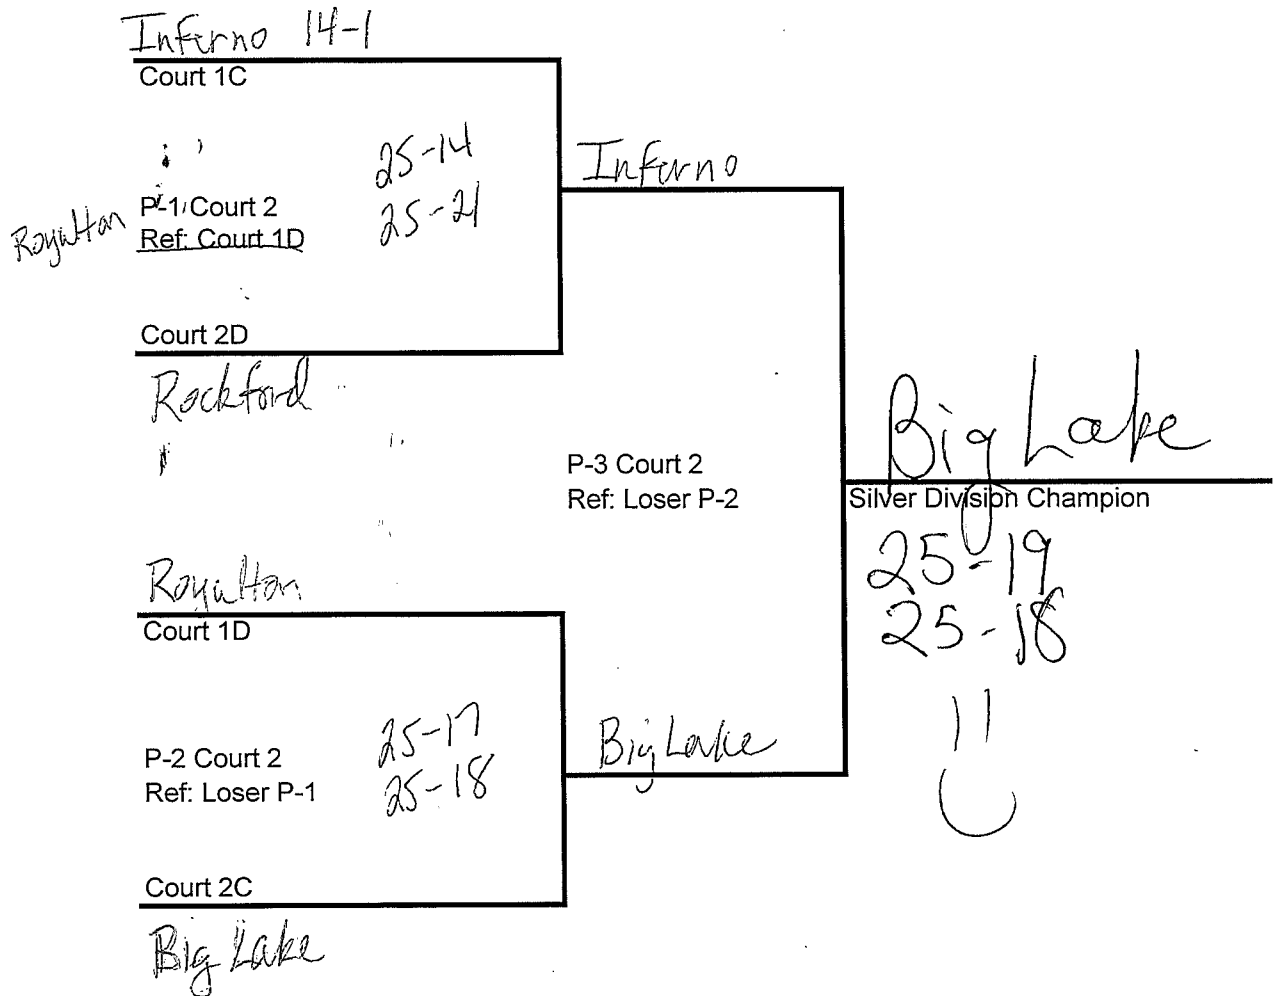 Inferno 14-1
Court 1C
25-14
Inferno
P-1 Court 2
25-21
Royalton
Ref: Court 1D
Court 2D
Rockford
Big Lake
P-3 Court 2
Ref: Loser P-2
Silver Division Champion
25-19
25-18
Royalton
Court 1D
25-17
Big Lake
P-2 Court 2
25-18
Ref: Loser P-1
Court 2C
Big Lake